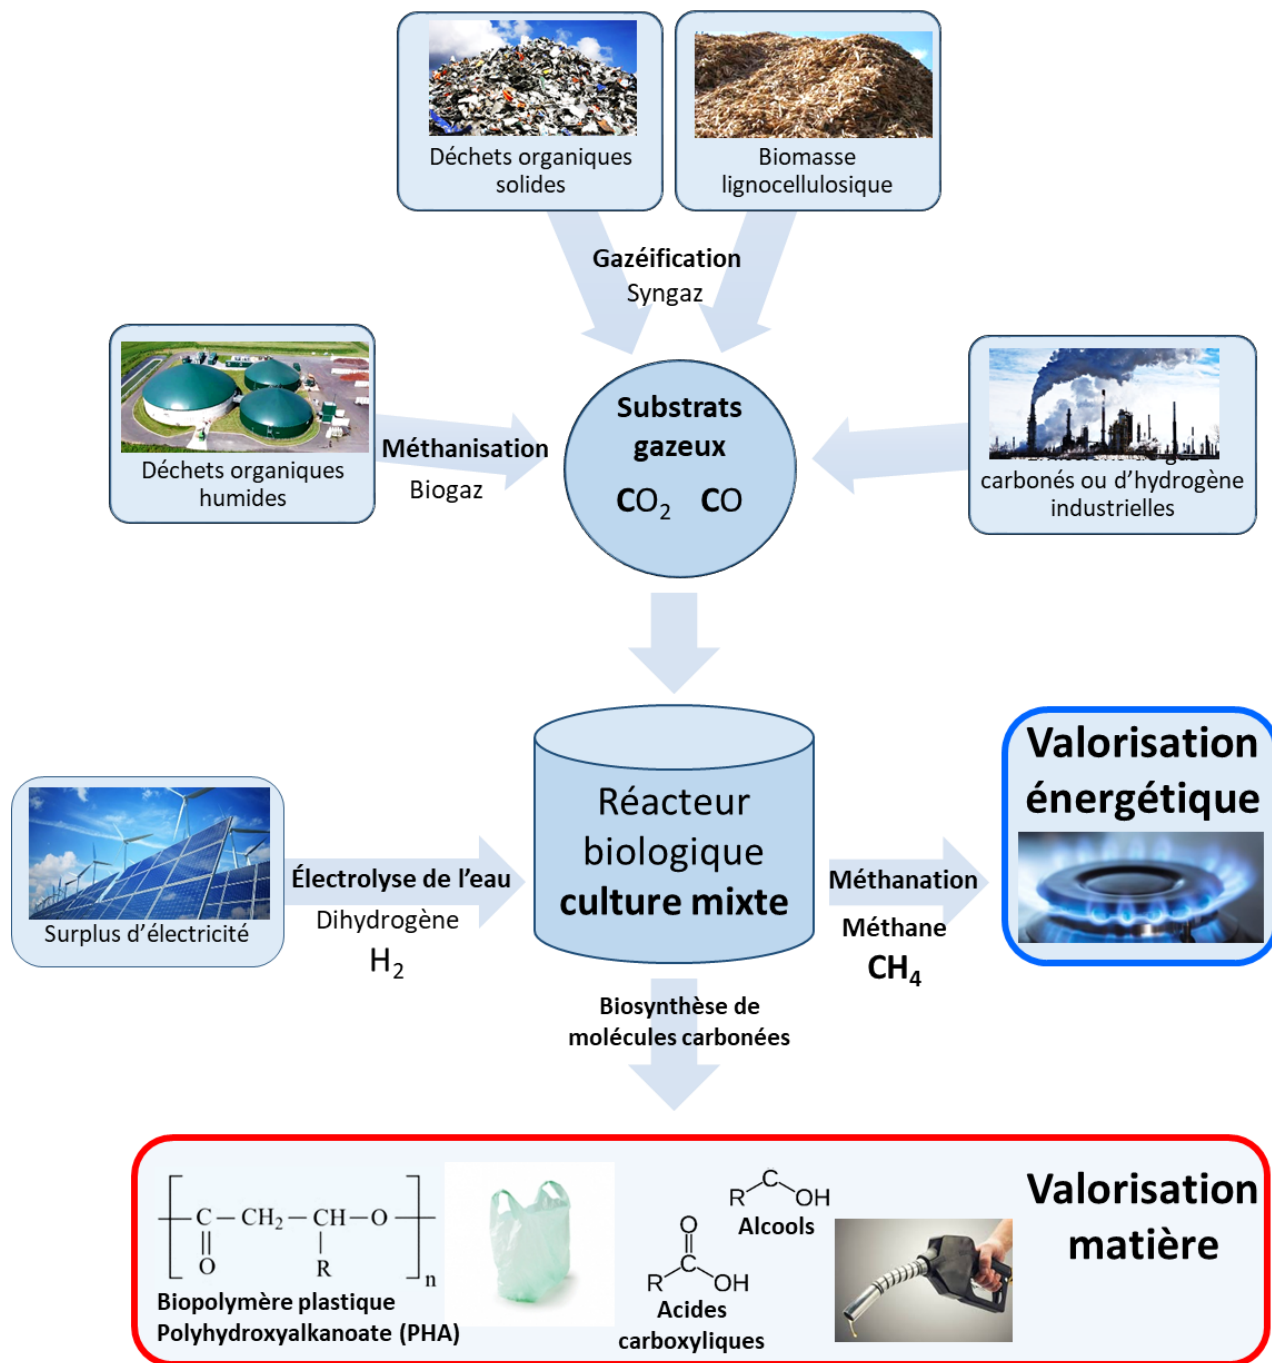 Déchets organiques
solides
Biomasse
lignocellulosique
Gazéification
Syngaz
Déchets organiques
humides
Méthanisation
Biogaz
Substrats
gazeux
CO₂ CO
carbonés ou d’hydrogène
industrielles
Surplus d’électricité
Électrolyse de l’eau
Dihydrogène
H₂
Réacteur
biologique
culture mixte
Méthanation
Méthane
CH₄
Valorisation
énergétique
Biosynthèse de
molécules carbonées
C CH₂ CH O
O R n
Biopolymère plastique
Polyhydroxyalkanoate (PHA)
R C OH
Alcools
O
C
R OH
Acides
carboxyliques
Valorisation
matière